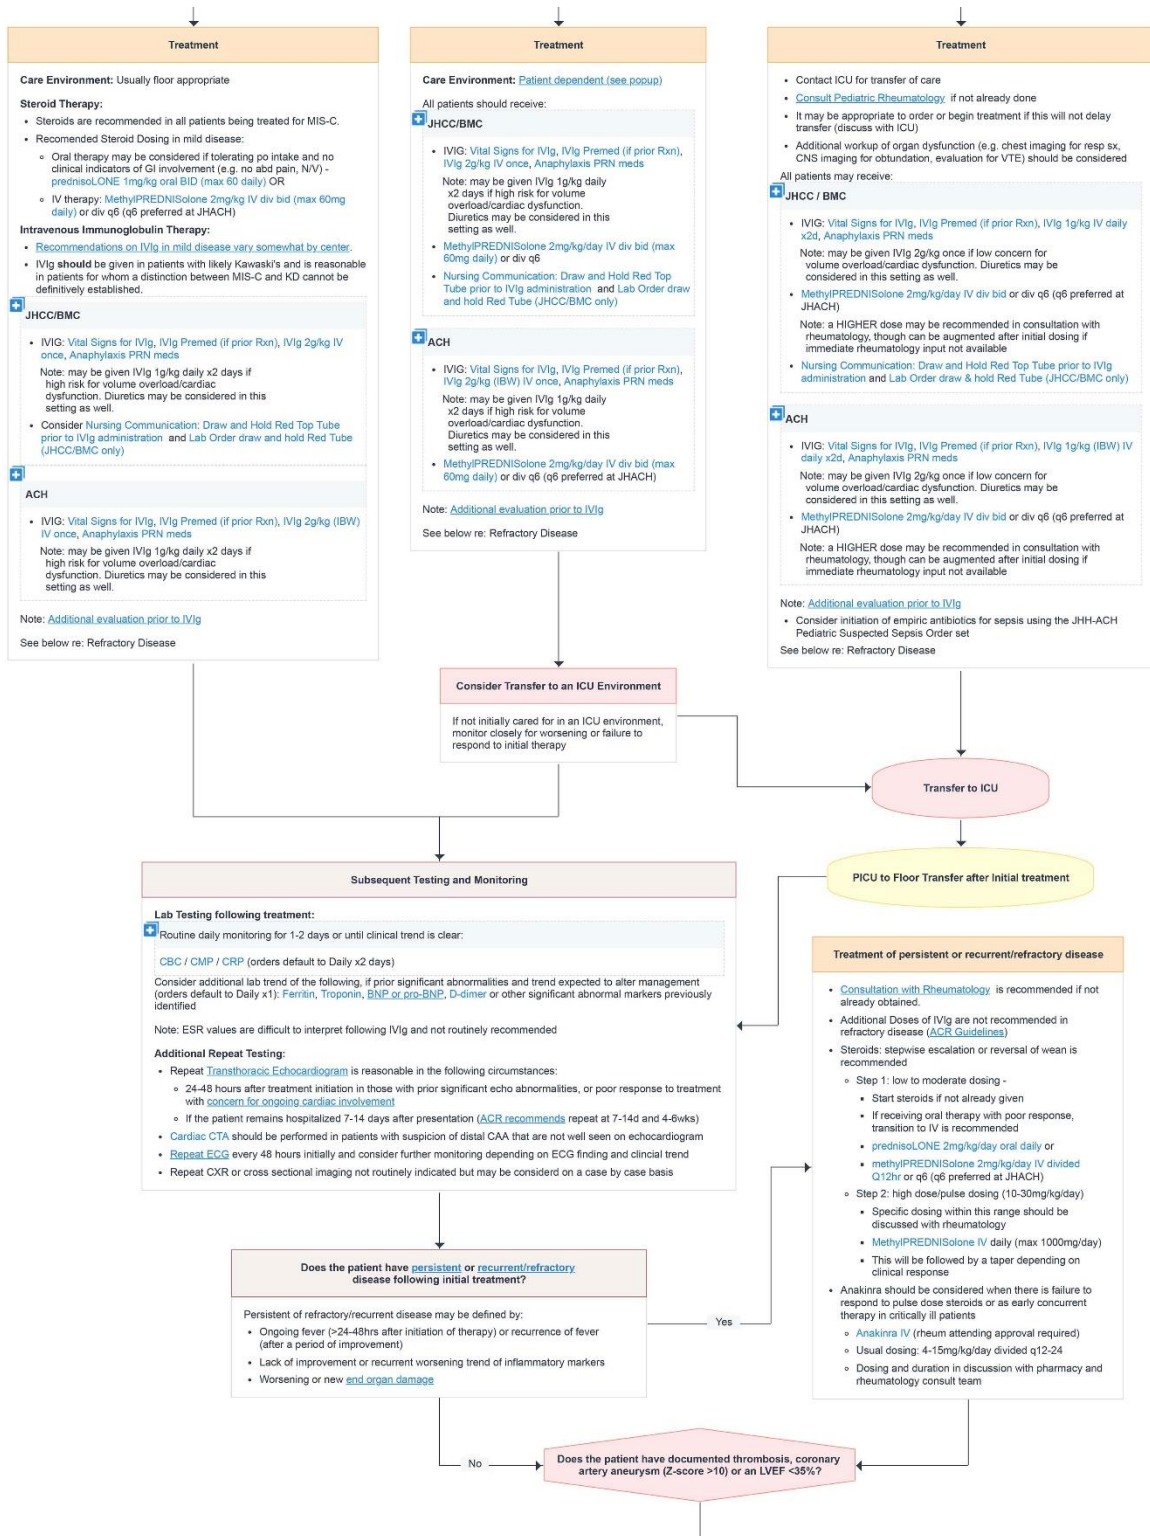 Treatment
Care Environment: Usually floor appropriate
Steroid Therapy:
• Steroids are recommended in all patients being treated for MIS-C.
• Recomended Steroid Dosing in mild disease:
◦ Oral therapy may be considered if tolerating po intake and no
clinical indicators of GI involvement (e.g. no abd pain, N/V) -
prednisoLONE 1mg/kg oral BID (max 60 daily) OR
◦ IV therapy: MethylPREDNISolone 2mg/kg IV div bid (max 60mg
daily) or div q6 (q6 preferred at JHACH)
Intravenous Immunoglobulin Therapy:
• Recommendations on IVIg in mild disease vary somewhat by center.
• IVIg should be given in patients with likely Kawaski's and is reasonable
in patients for whom a distinction between MIS-C and KD cannot be
definitively established.
JHCC/BMC
• IVIG: Vital Signs for IVIg, IVIg Premed (if prior Rxn), IVIg 2g/kg IV
once, Anaphylaxis PRN meds
Note: may be given IVIg 1g/kg daily x2 days if
high risk for volume overload/cardiac
dysfunction. Diuretics may be considered in this
setting as well.
• Consider Nursing Communication: Draw and Hold Red Top Tube
prior to IVIg administration and Lab Order draw and hold Red Tube
(JHCC/BMC only)
ACH
• IVIG: Vital Signs for IVIg, IVIg Premed (if prior Rxn), IVIg 2g/kg (IBW)
IV once, Anaphylaxis PRN meds
Note: may be given IVIg 1g/kg daily x2 days if
high risk for volume overload/cardiac
dysfunction. Diuretics may be considered in this
setting as well.
Note: Additional evaluation prior to IVIg
See below re: Refractory Disease
Treatment
Care Environment: Patient dependent (see popup)
All patients should receive:
JHCC/BMC
• IVIG: Vital Signs for IVIg, IVIg Premed (if prior Rxn),
IVIg 2g/kg IV once, Anaphylaxis PRN meds
Note: may be given IVIg 1g/kg daily
x2 days if high risk for volume
overload/cardiac dysfunction.
Diuretics may be considered in this
setting as well.
• MethylPREDNISolone 2mg/kg/day IV div bid (max
60mg daily) or div q6
• Nursing Communication: Draw and Hold Red Top
Tube prior to IVIg administration and Lab Order draw
and hold Red Tube (JHCC/BMC only)
ACH
• IVIG: Vital Signs for IVIg, IVIg Premed (if prior Rxn),
IVIg 2g/kg (IBW) IV once, Anaphylaxis PRN meds
Note: may be given IVIg 1g/kg daily
x2 days if high risk for volume
overload/cardiac dysfunction.
Diuretics may be considered in this
setting as well.
• MethylPREDNISolone 2mg/kg/day IV div bid (max
60mg daily) or div q6 (q6 preferred at JHACH)
Note: Additional evaluation prior to IVIg
See below re: Refractory Disease
Treatment
• Contact ICU for transfer of care
• Consult Pediatric Rheumatology if not already done
• It may be appropriate to order or begin treatment if this will not delay
transfer (discuss with ICU)
• Additional workup of organ dysfunction (e.g. chest imaging for resp sx,
CNS imaging for obtundation, evaluation for VTE) should be considered
All patients may receive:
JHCC / BMC
• IVIG: Vital Signs for IVIg, IVIg Premed (if prior Rxn), IVIg 1g/kg IV daily
x2d, Anaphylaxis PRN meds
Note: may be given IVIg 2g/kg once if low concern for
volume overload/cardiac dysfunction. Diuretics may be
considered in this setting as well.
• MethylPREDNISolone 2mg/kg/day IV div bid or div q6 (q6 preferred at
JHACH)
Note: a HIGHER dose may be recommended in consultation with
rheumatology, though can be augmented after initial dosing if
immediate rheumatology input not available
• Nursing Communication: Draw and Hold Red Top Tube prior to IVIg
administration and Lab Order draw & hold Red Tube (JHCC/BMC only)
ACH
• IVIG: Vital Signs for IVIg, IVIg Premed (if prior Rxn), IVIg 1g/kg (IBW) IV
daily x2d, Anaphylaxis PRN meds
Note: may be given IVIg 2g/kg once if low concern for
volume overload/cardiac dysfunction. Diuretics may be
considered in this setting as well.
• MethylPREDNISolone 2mg/kg/day IV div bid or div q6 (q6 preferred at
JHACH)
Note: a HIGHER dose may be recommended in consultation with
rheumatology, though can be augmented after initial dosing if
immediate rheumatology input not available
Note: Additional evaluation prior to IVIg
• Consider initiation of empiric antibiotics for sepsis using the JHH-ACH
Pediatric Suspected Sepsis Order set
See below re: Refractory Disease
Consider Transfer to an ICU Environment
If not initially cared for in an ICU environment,
monitor closely for worsening or failure to
respond to initial therapy
Transfer to ICU
PICU to Floor Transfer after Initial treatment
Subsequent Testing and Monitoring
Lab Testing following treatment:
Routine daily monitoring for 1-2 days or until clinical trend is clear:
CBC / CMP / CRP (orders default to Daily x2 days)
Consider additional lab trend of the following, if prior significant abnormalities and trend expected to alter management
(orders default to Daily x1): Ferritin, Troponin, BNP or pro-BNP, D-dimer or other significant abnormal markers previously
identified
Note: ESR values are difficult to interpret following IVIg and not routinely recommended
Additional Repeat Testing:
• Repeat Transthoracic Echocardiogram is reasonable in the following circumstances:
◦ 24-48 hours after treatment initiation in those with prior significant echo abnormalities, or poor response to treatment
with concern for ongoing cardiac involvement
◦ If the patient remains hospitalized 7-14 days after presentation (ACR recommends repeat at 7-14d and 4-6wks)
• Cardiac CTA should be performed in patients with suspicion of distal CAA that are not well seen on echocardiogram
• Repeat ECG every 48 hours initially and consider further monitoring depending on ECG finding and clincial trend
• Repeat CXR or cross sectional imaging not routinely indicated but may be considerd on a case by case basis
Treatment of persistent or recurrent/refractory disease
• Consultation with Rheumatology is recommended if not
already obtained.
• Additional Doses of IVIg are not recommended in
refractory disease (ACR Guidelines)
• Steroids: stepwise escalation or reversal of wean is
recommended
◦ Step 1: low to moderate dosing -
▪ Start steroids if not already given
▪ If receiving oral therapy with poor response,
transition to IV is recommended
▪ prednisoLONE 2mg/kg/day oral daily or
▪ methylPREDNISolone 2mg/kg/day IV divided
Q12hr or q6 (q6 preferred at JHACH)
◦ Step 2: high dose/pulse dosing (10-30mg/kg/day)
▪ Specific dosing within this range should be
discussed with rheumatology
▪ MethylPREDNISolone IV daily (max 1000mg/day)
▪ This will be followed by a taper depending on
clinical response
• Anakinra should be considered when there is failure to
respond to pulse dose steroids or as early concurrent
therapy in critically ill patients
◦ Anakinra IV (rheum attending approval required)
◦ Usual dosing: 4-15mg/kg/day divided q12-24
◦ Dosing and duration in discussion with pharmacy and
rheumatology consult team
Does the patient have persistent or recurrent/refractory
disease following initial treatment?
Persistent of refractory/recurrent disease may be defined by:
• Ongoing fever (>24-48hrs after initiation of therapy) or recurrence of fever
(after a period of improvement)
• Lack of improvement or recurrent worsening trend of inflammatory markers
• Worsening or new end organ damage
Yes
No
Does the patient have documented thrombosis, coronary
artery aneurysm (Z-score >10) or an LVEF <35%?